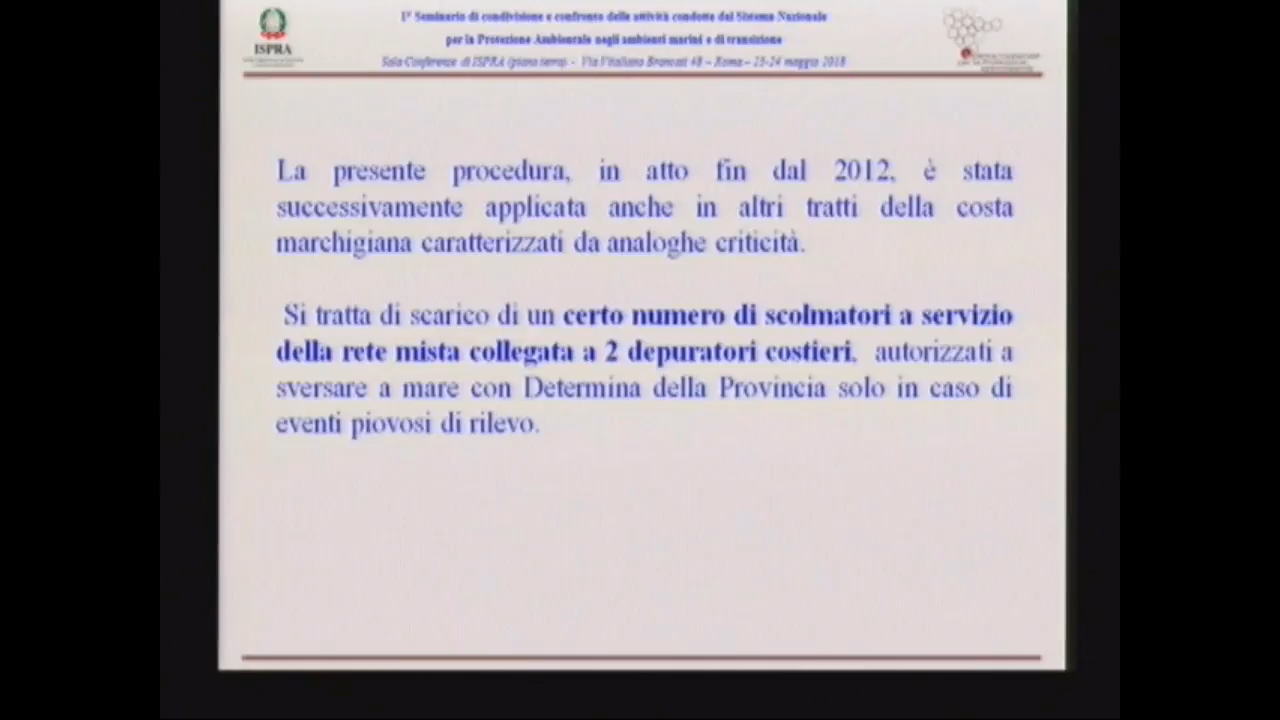 1° Seminario di condivisione e confronto delle attività condotte dal Sistema Nazionale
per la Protezione Ambientale negli ambienti marini e di transizione
Sala Conferenze di ISPRA (piano terra) - Via Vitaliano Brancati 48 – Roma – 23-24 maggio 2018
ISPRA
La presente procedura, in atto fin dal 2012, è stata
successivamente applicata anche in altri tratti della costa
marchigiana caratterizzati da analoghe criticità.
Si tratta di scarico di un certo numero di scolmatori a servizio
della rete mista collegata a 2 depuratori costieri, autorizzati a
sversare a mare con Determina della Provincia solo in caso di
eventi piovosi di rilevo.